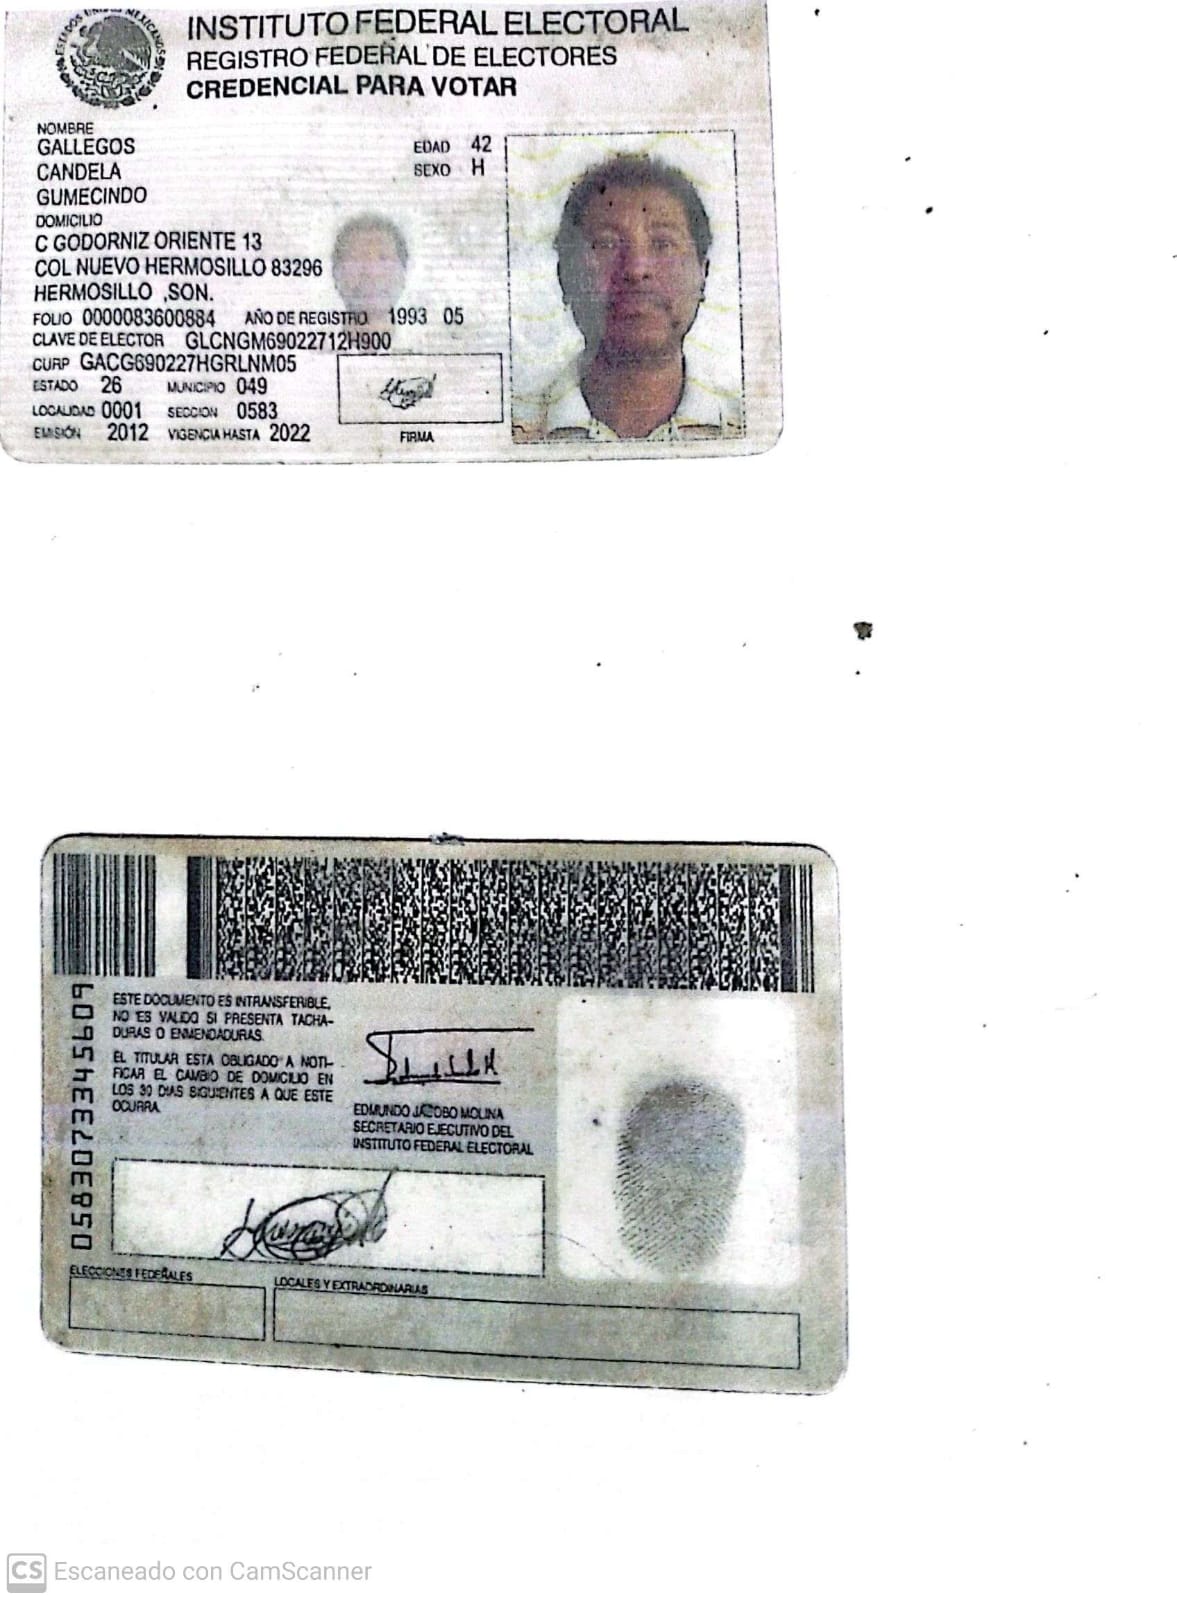 ESTADOS UNIDOS MEXICANOS
INSTITUTO FEDERAL ELECTORAL
REGISTRO FEDERAL DE ELECTORES
CREDENCIAL PARA VOTAR
NOMBRE
GALLEGOS
CANDELA
GUMECINDO
EDAD 42
SEXO H
DOMICILIO
C GODORNIZ ORIENTE 13
COL NUEVO HERMOSILLO 83296
HERMOSILLO ,SON.
FOLIO 0000083600884 AÑO DE REGISTRO 1993 05
CLAVE DE ELECTOR GLCNGM69022712H900
CURP GACG690227HGRLNM05
ESTADO 26 MUNICIPIO 049
LOCALIDAD 0001 SECCION 0583
EMISIÓN 2012 VIGENCIA HASTA 2022
FIRMA
0583073345609
ESTE DOCUMENTO ES INTRANSFERIBLE,
NO ES VALIDO SI PRESENTA TACHA-
DURAS O ENMENDADURAS.
EL TITULAR ESTA OBLIGADO A NOTI-
FICAR EL CAMBIO DE DOMICILIO EN
LOS 30 DIAS SIGUIENTES A QUE ESTE
OCURRA.
EDMUNDO JACOBO MOLINA
SECRETARIO EJECUTIVO DEL
INSTITUTO FEDERAL ELECTORAL
ELECCIONES FEDERALES
LOCALES Y EXTRAORDINARIAS
CS Escaneado con CamScanner